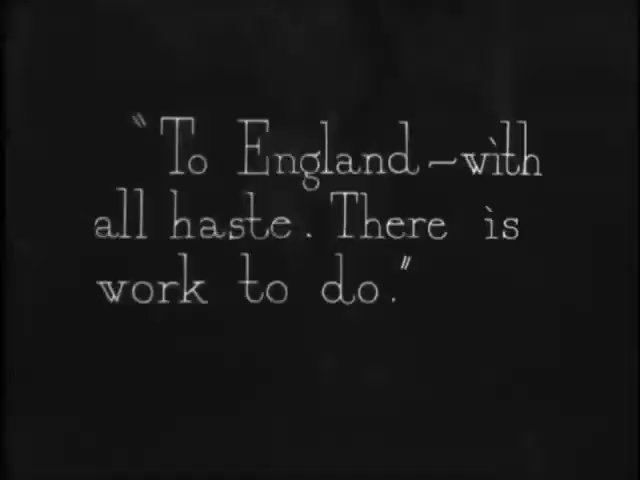 "To England—with
all haste. There is
work to do."